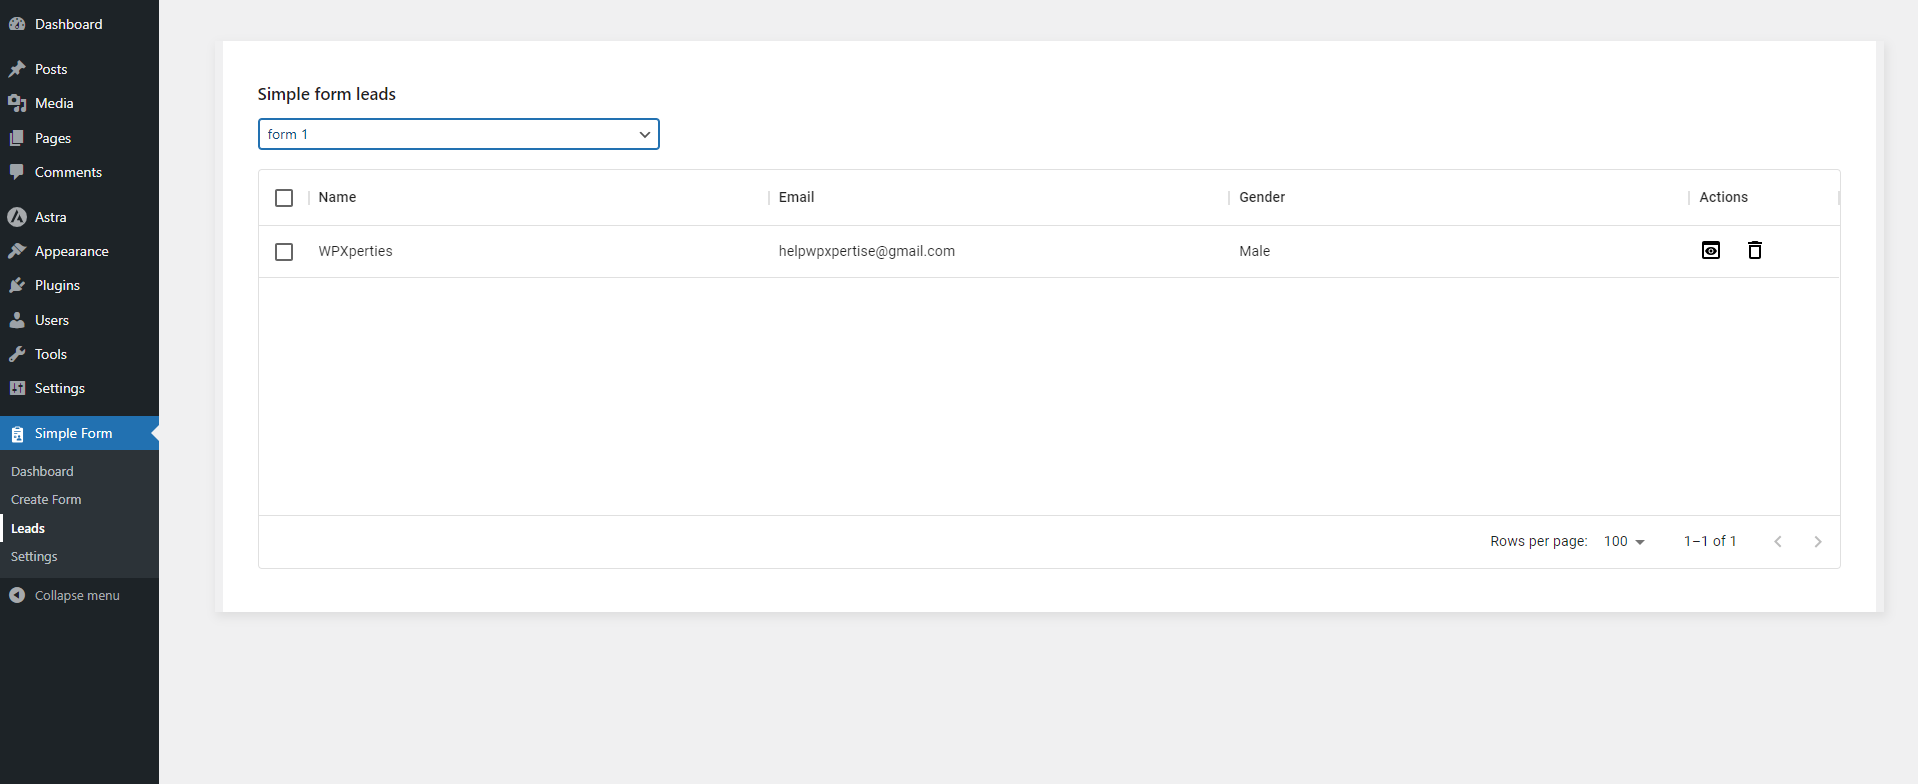 Dashboard
Posts
Media
Pages
Comments
Astra
Appearance
Plugins
Users
Tools
Settings
Simple Form
Dashboard
Create Form
Leads
Settings
Collapse menu
Simple form leads
form 1
Name Email Gender Actions
WPXperties helpwpxpertise@gmail.com Male
Rows per page: 100 1–1 of 1